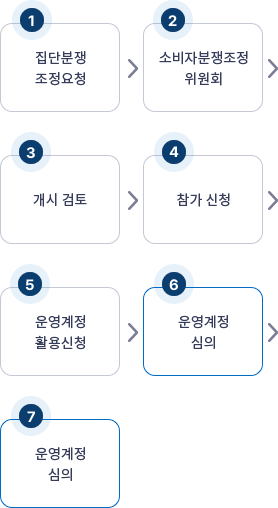 1
집단분쟁
조정요청
2
소비자분쟁조정
위원회
3
개시 검토
4
참가 신청
5
운영계정
활용신청
6
운영계정
심의
7
운영계정
심의